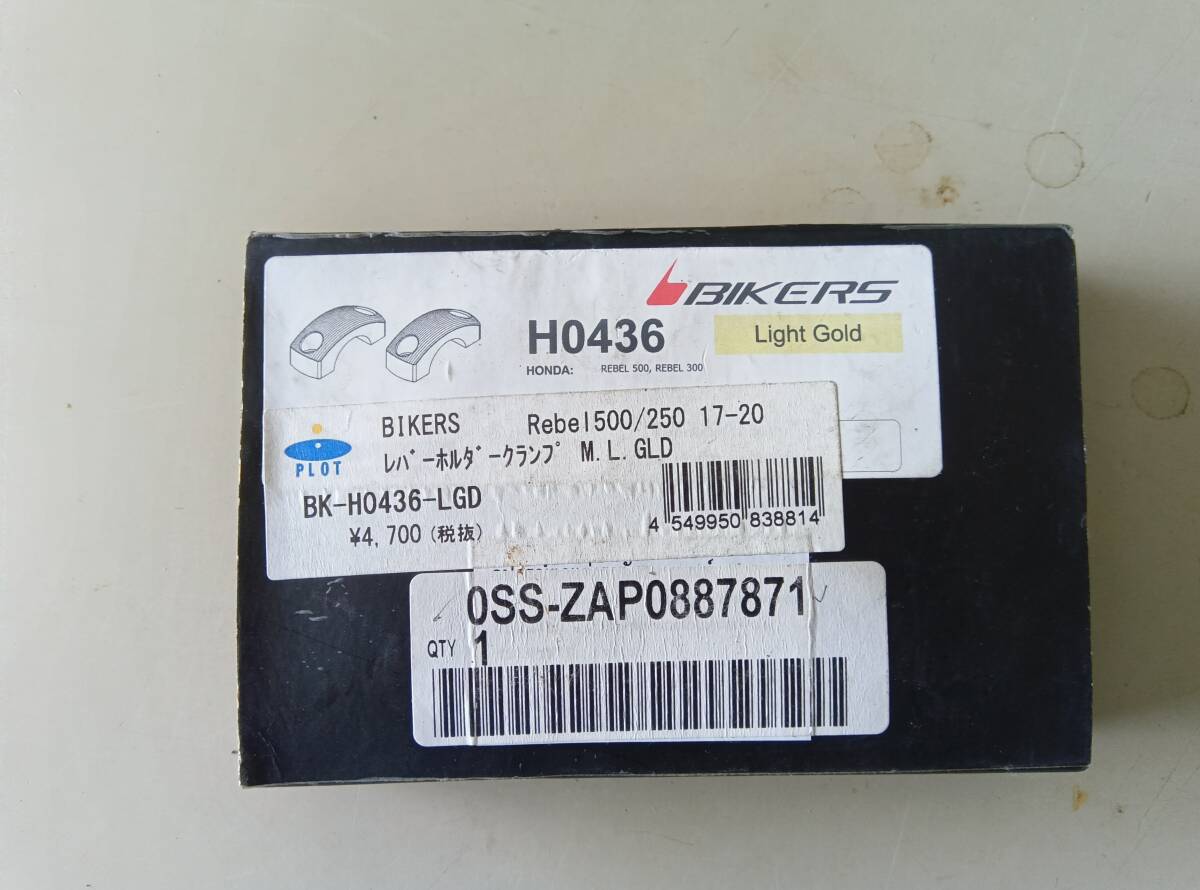 BIKERS
H0436
Light Gold
HONDA: REBEL 500, REBEL 300
BIKERS Rebel500/250 17-20
ﾚﾊﾞｰﾎﾙﾀﾞｰｸﾗﾝﾌﾟ M.L.GLD
PLOT
BK-H0436-LGD
¥4,700(税抜)
4 549950 838814
0SS-ZAP0887871
QTY 1